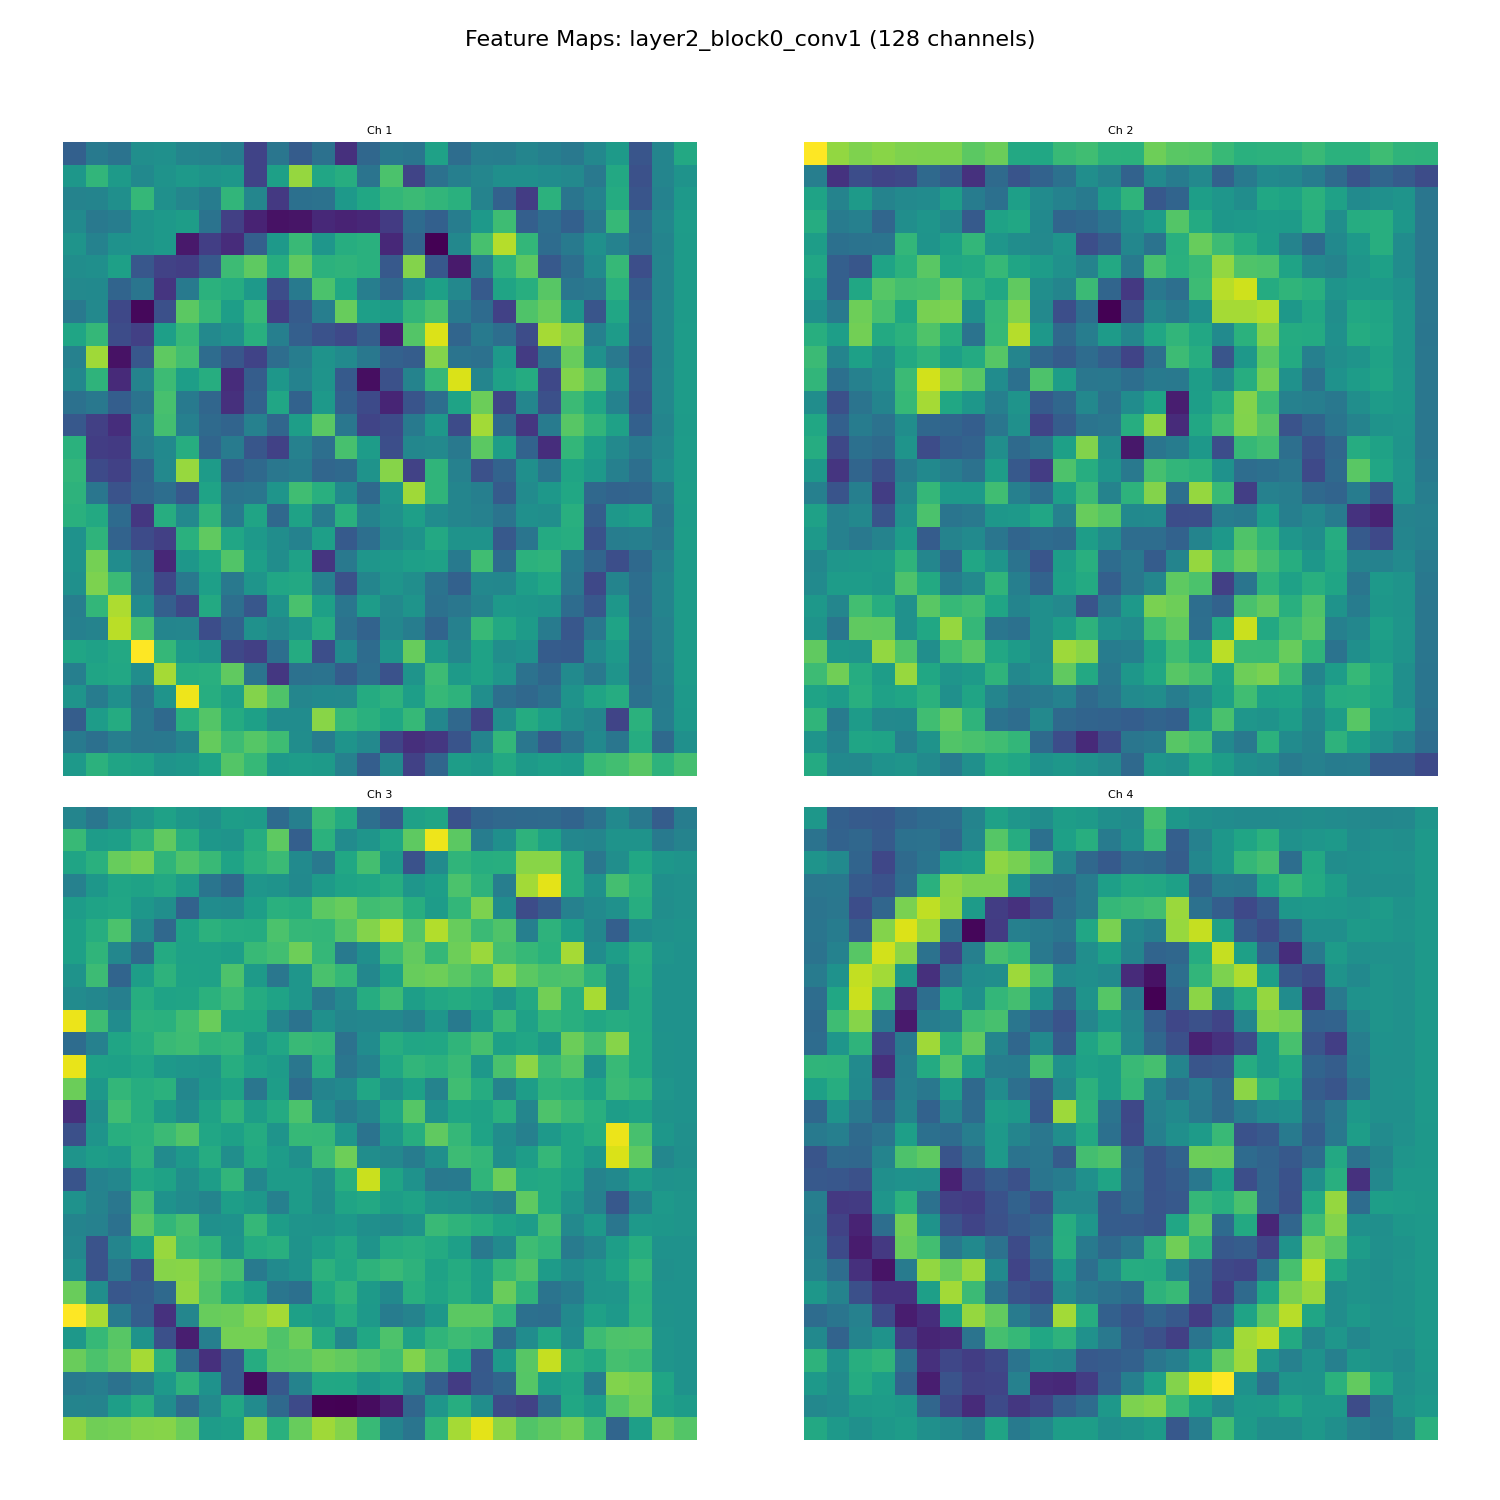 Feature Maps: layer2_block0_conv1 (128 channels)
Ch 1
Ch 2
Ch 3
Ch 4